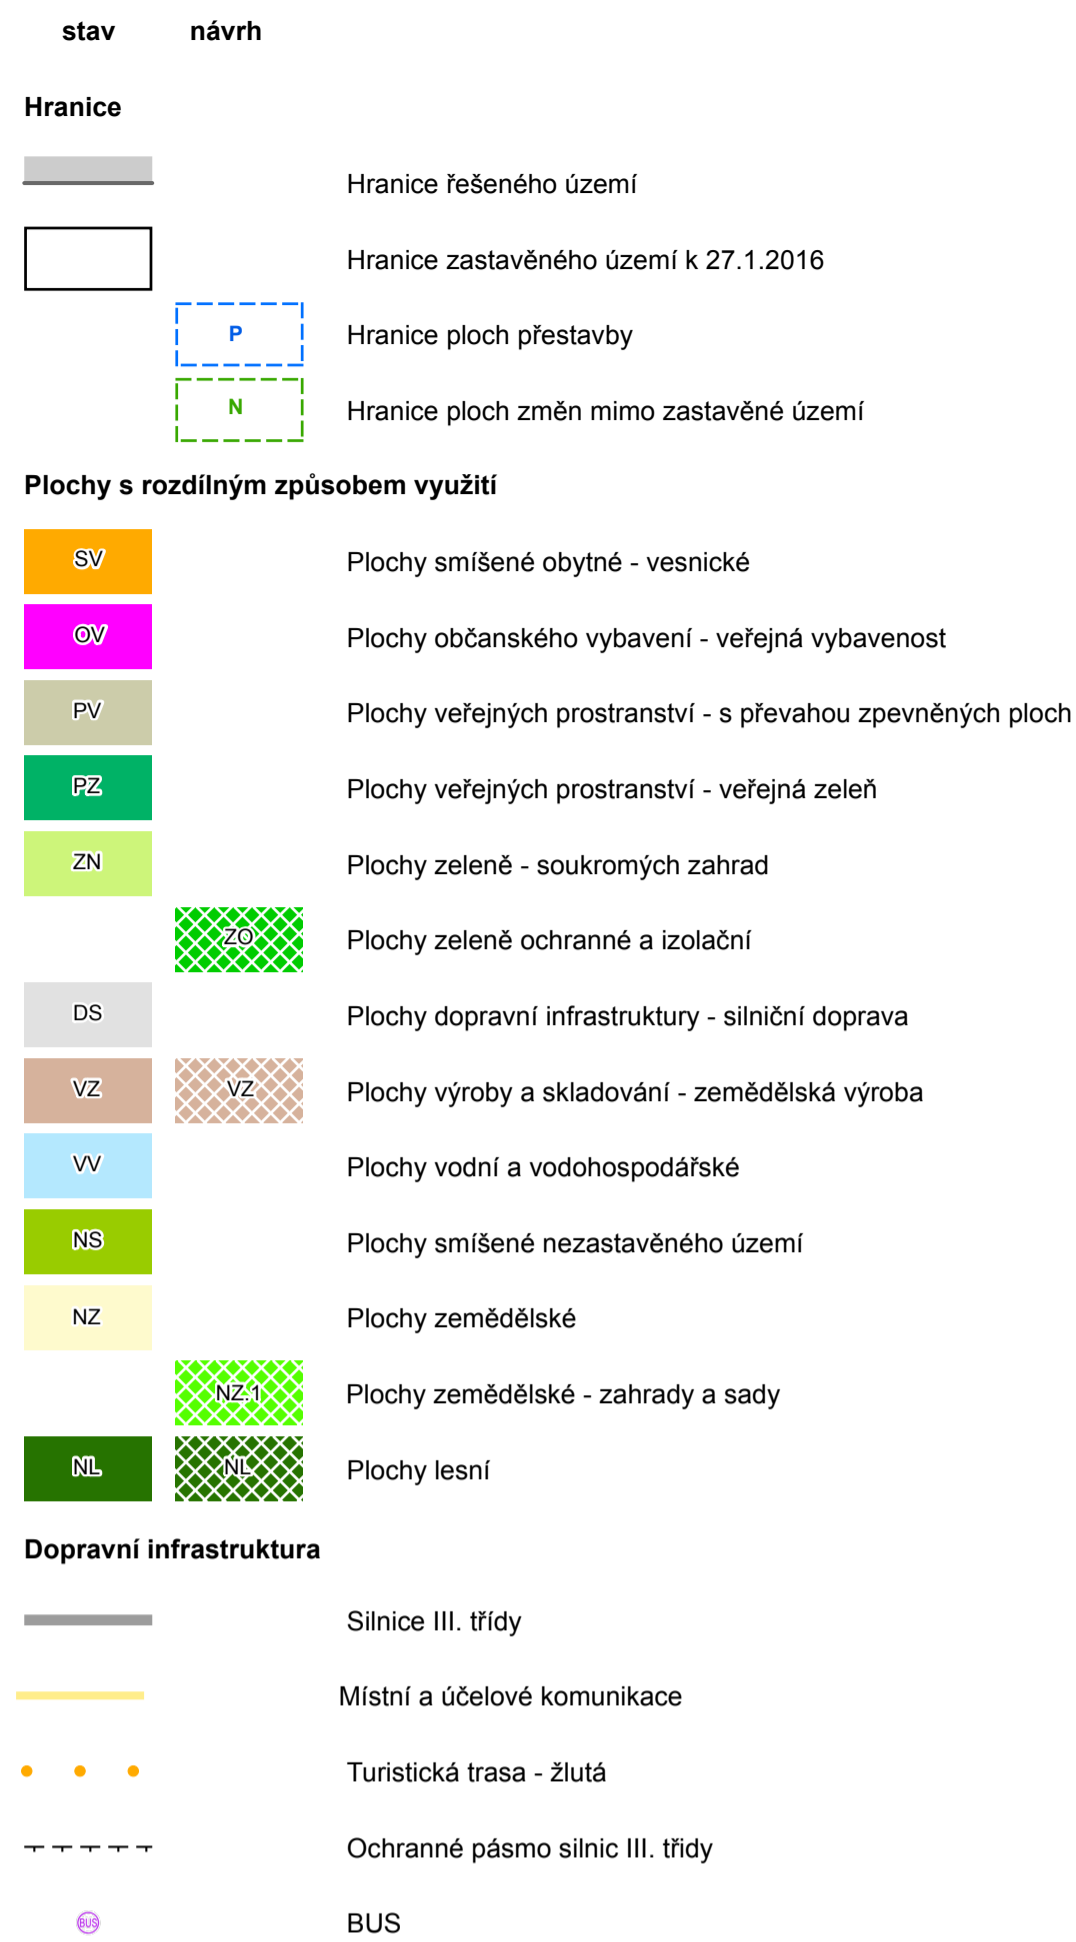 stav návrh
Hranice
Hranice řešeného území
Hranice zastavěného území k 27.1.2016
P Hranice ploch přestavby
N Hranice ploch změn mimo zastavěné území
Plochy s rozdílným způsobem využití
SV Plochy smíšené obytné - vesnické
OV Plochy občanského vybavení - veřejná vybavenost
PV Plochy veřejných prostranství - s převahou zpevněných ploch
PZ Plochy veřejných prostranství - veřejná zeleň
ZN Plochy zeleně - soukromých zahrad
ZO Plochy zeleně ochranné a izolační
DS Plochy dopravní infrastruktury - silniční doprava
VZ VZ Plochy výroby a skladování - zemědělská výroba
VV Plochy vodní a vodohospodářské
NS Plochy smíšené nezastavěného území
NZ Plochy zemědělské
NZ.1 Plochy zemědělské - zahrady a sady
NL NL Plochy lesní
Dopravní infrastruktura
Silnice III. třídy
Místní a účelové komunikace
Turistická trasa - žlutá
Ochranné pásmo silnic III. třidy
BUS BUS